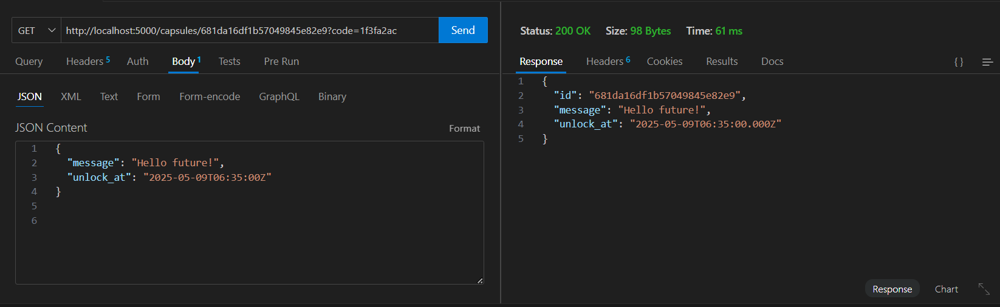 GET http://localhost:5000/capsules/681da16df1b57049845e82e9?code=1f3fa2ac Send
Query Headers 5 Auth Body 1 Tests Pre Run
JSON XML Text Form Form-encode GraphQL Binary
JSON Content Format
1 {
2 "message": "Hello future!",
3 "unlock_at": "2025-05-09T06:35:00Z"
4 }
5
6
Status: 200 OK Size: 98 Bytes Time: 61 ms
Response Headers 6 Cookies Results Docs { }
1 {
2 "id": "681da16df1b57049845e82e9",
3 "message": "Hello future!",
4 "unlock_at": "2025-05-09T06:35:00.000Z"
5 }
Response Chart